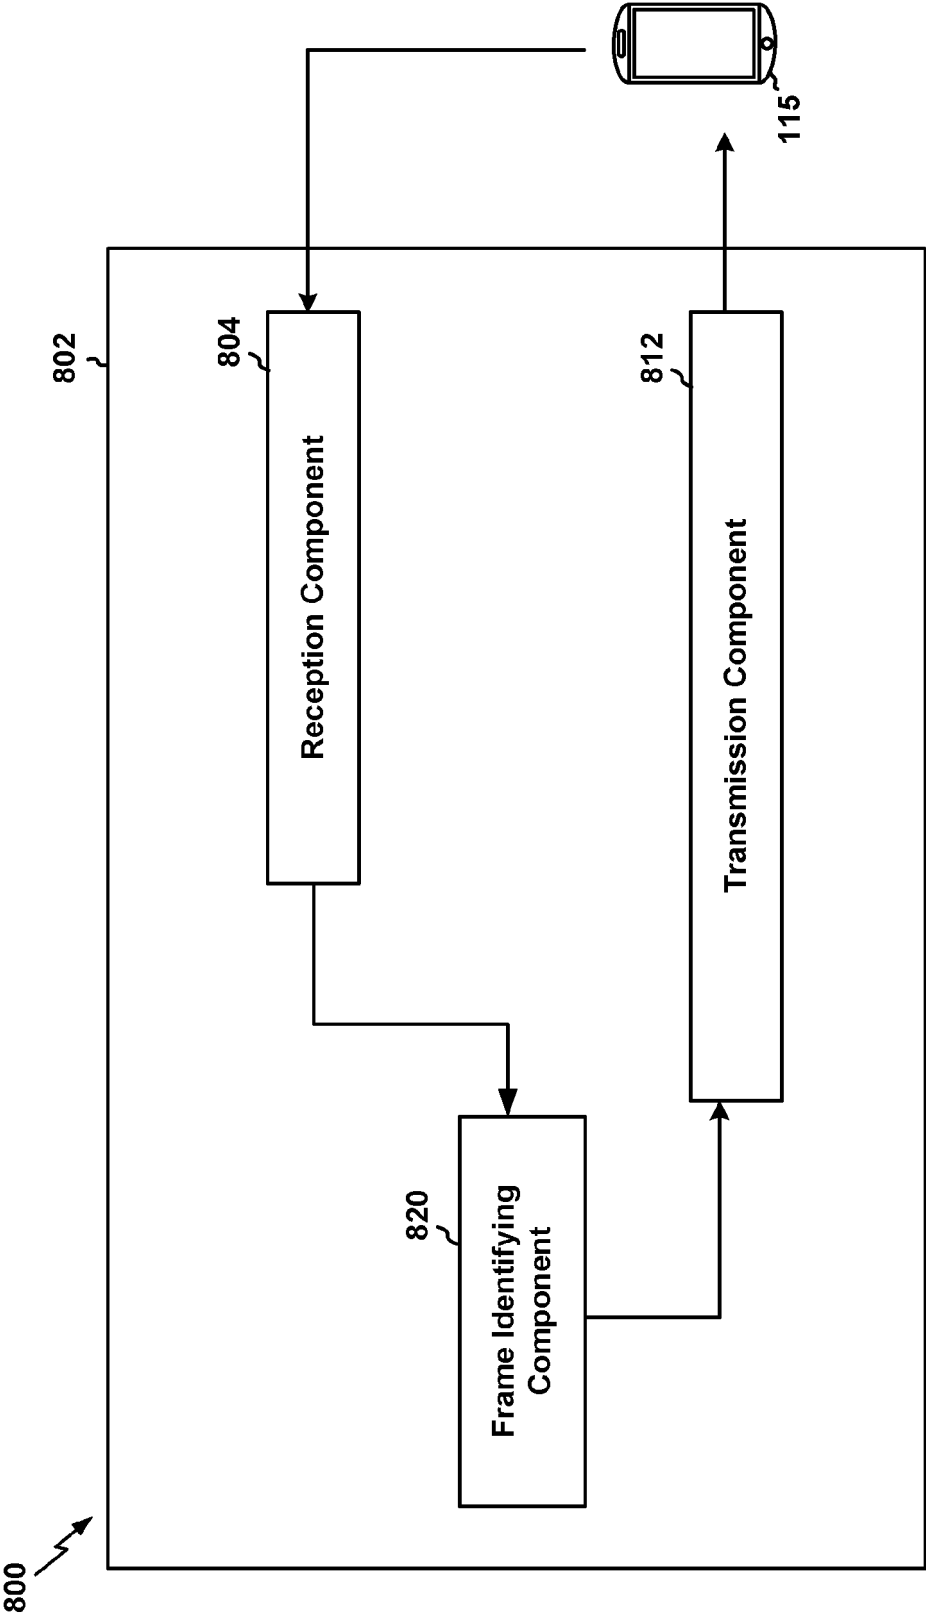 800
802
Reception Component
804
Frame Identifying
Component
820
Transmission Component
812
115